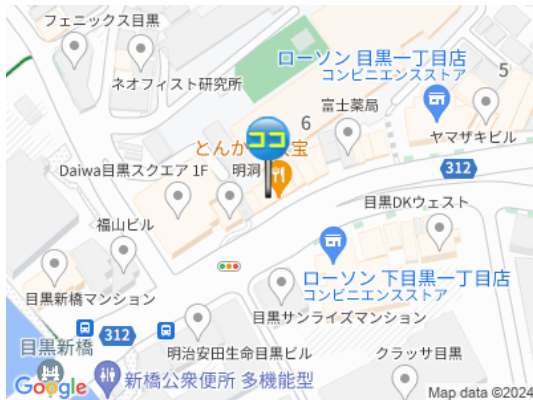 フェニックス目黒
ローソン 目黒一丁目店
コンビニエンスストア
5
ネオフィスト研究所
富士薬局
6
ヤマザキビル
ココ
とんか
宝
312
Daiwa目黒スクエア 1F
明洞
目黒DKウェスト
福山ビル
ローソン 下目黒一丁目店
コンビニエンスストア
目黒新橋マンション
目黒サンライズマンション
312
目黒新橋
明治安田生命目黒ビル
クラッサ目黒
新橋公衆便所 多機能型
Google
Map data ©2024